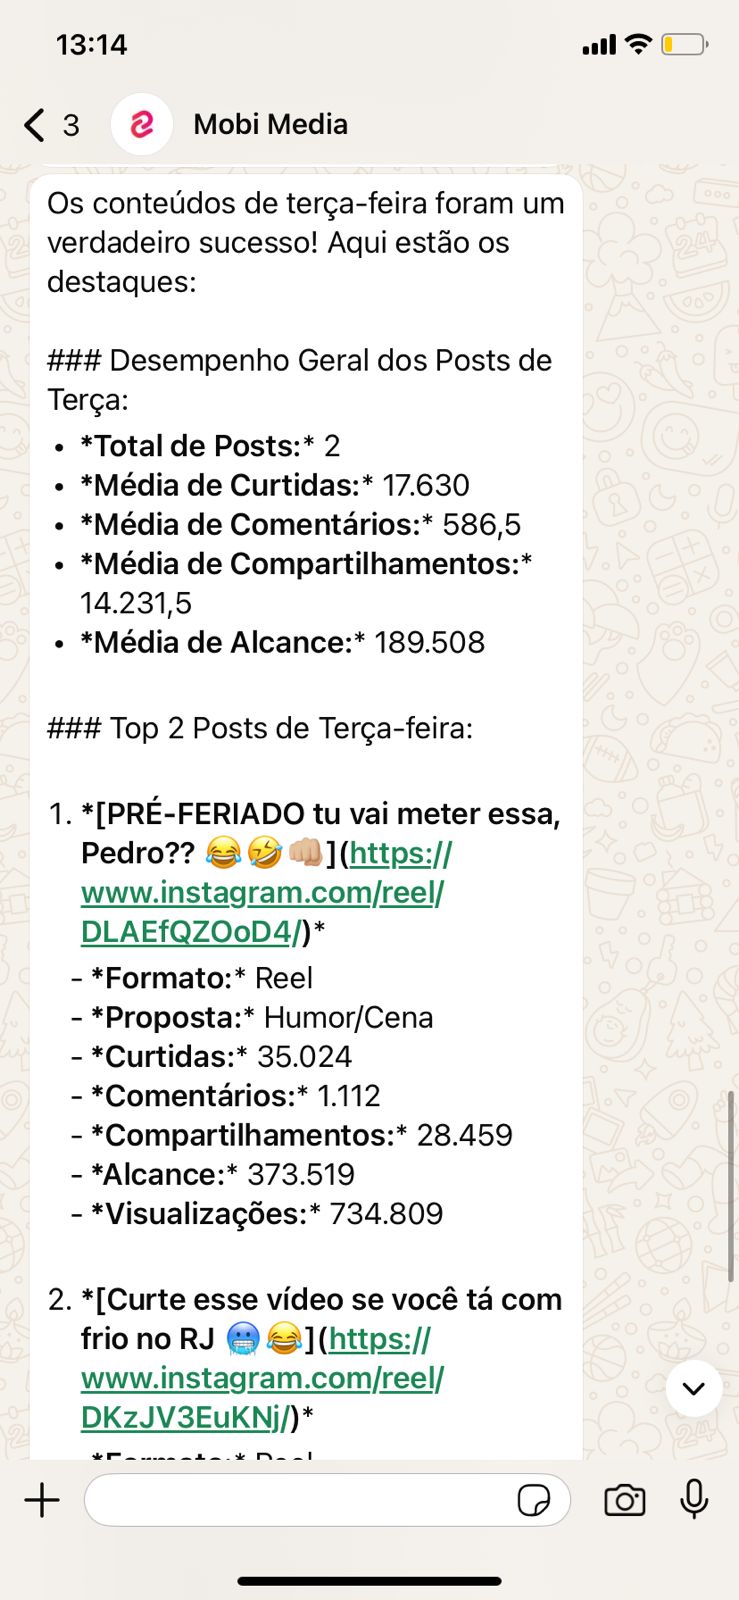 13:14
3 Mobi Media
Os conteúdos de terça-feira foram um
verdadeiro sucesso! Aqui estão os
destaques:
### Desempenho Geral dos Posts de
Terça:
• *Total de Posts:* 2
• *Média de Curtidas:* 17.630
• *Média de Comentários:* 586,5
• *Média de Compartilhamentos:*
14.231,5
• *Média de Alcance:* 189.508
### Top 2 Posts de Terça-feira:
1. *[PRÉ-FERIADO tu vai meter essa,
Pedro?? 😂🤣👊🏼](https://
www.instagram.com/reel/
DLAEfQZOoD4/)*
- *Formato:* Reel
- *Proposta:* Humor/Cena
- *Curtidas:* 35.024
- *Comentários:* 1.112
- *Compartilhamentos:* 28.459
- *Alcance:* 373.519
- *Visualizações:* 734.809
2. *[Curte esse vídeo se você tá com
frio no RJ 🥶😂](https://
www.instagram.com/reel/
DKzJV3EuKNj/)*
- *Formato:* Reel